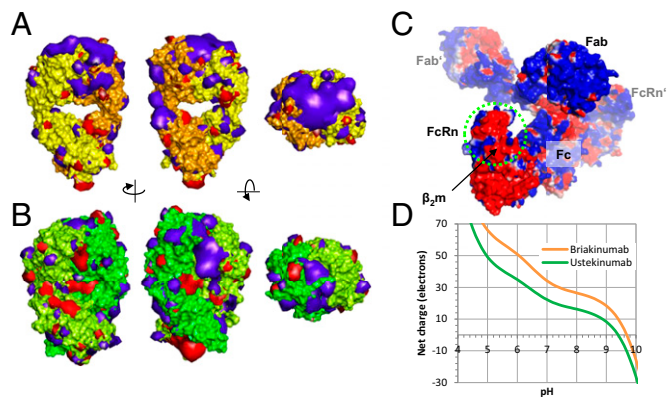 A
B
C
Fab
Fab'
FcRn'
FcRn
Fc
β₂m
D
Net charge (electrons)
70
50
30
10
-10
-30
Briakinumab
Ustekinumab
4 5 6 7 8 9 10
pH